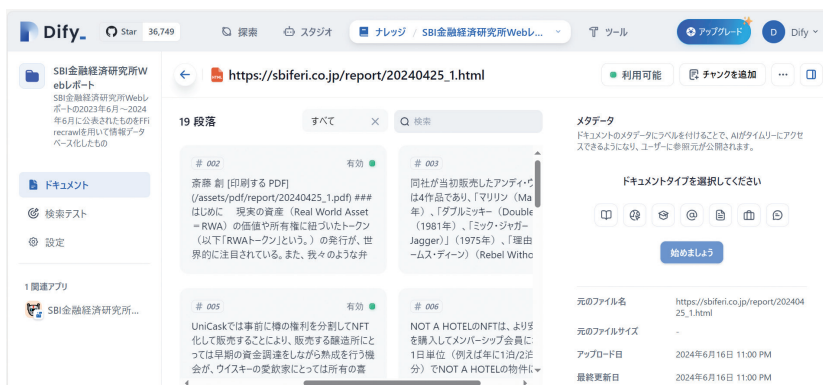 Dify_
Star 36,749
探索
スタジオ
ナレッジ / SBI金融経済研究所Webレ...
ツール
アップグレード
D Dify
SBI金融経済研究所W
ebレポート
SBI金融経済研究所Webレ
ポートの2023年6月～2024
年6月に公表されたものをFFi
recrawlを用いて情報データ
ベース化したもの
ドキュメント
検索テスト
設定
1 関連アプリ
SBI金融経済研究所...
https://sbiferi.co.jp/report/20240425_1.html
利用可能
チャンクを追加
19 段落
すべて
検索
# 002 有効
斎藤 創 [印刷する PDF]
(/assets/pdf/report/20240425_1.pdf) ###
はじめに 現実の資産（Real World Asset
＝RWA）の価値や所有権に紐づいたトークン
（以下「RWAトークン」という。）の発行が、世
界的に注目されている。また、我々のような弁
# 003
同社が当初販売したアンディ・ウ
は4作品であり、「マリリン（Ma
年）、「ダブルミッキー（Double
（1981年）、「ミック・ジャガー
Jagger）」（1975年）、「理由
ームス・ディーン）（Rebel Witho
# 005 有効
UniCaskでは事前に樽の権利を分割してNFT
化して販売することにより、販売する醸造所にと
っては早期の資金調達をしながら熟成を行う機
会が、ウイスキーの愛飲家にとっては所有の喜
# 006
NOT A HOTELのNFTは、より安
を購入してメンバーシップ会員に
1日単位（例えば年に1泊/2泊
分）でNOT A HOTELの物件に
メタデータ
ドキュメントのメタデータにラベルを付けることで、AIがタイムリーにアクセ
スできるようになり、ユーザーに参照元が公開されます。
ドキュメントタイプを選択してください
始めましょう
元のファイル名 https://sbiferi.co.jp/report/202404
25_1.html
元のファイルサイズ -
アップロード日 2024年6月16日 11:00 PM
最終更新日 2024年6月16日 11:00 PM